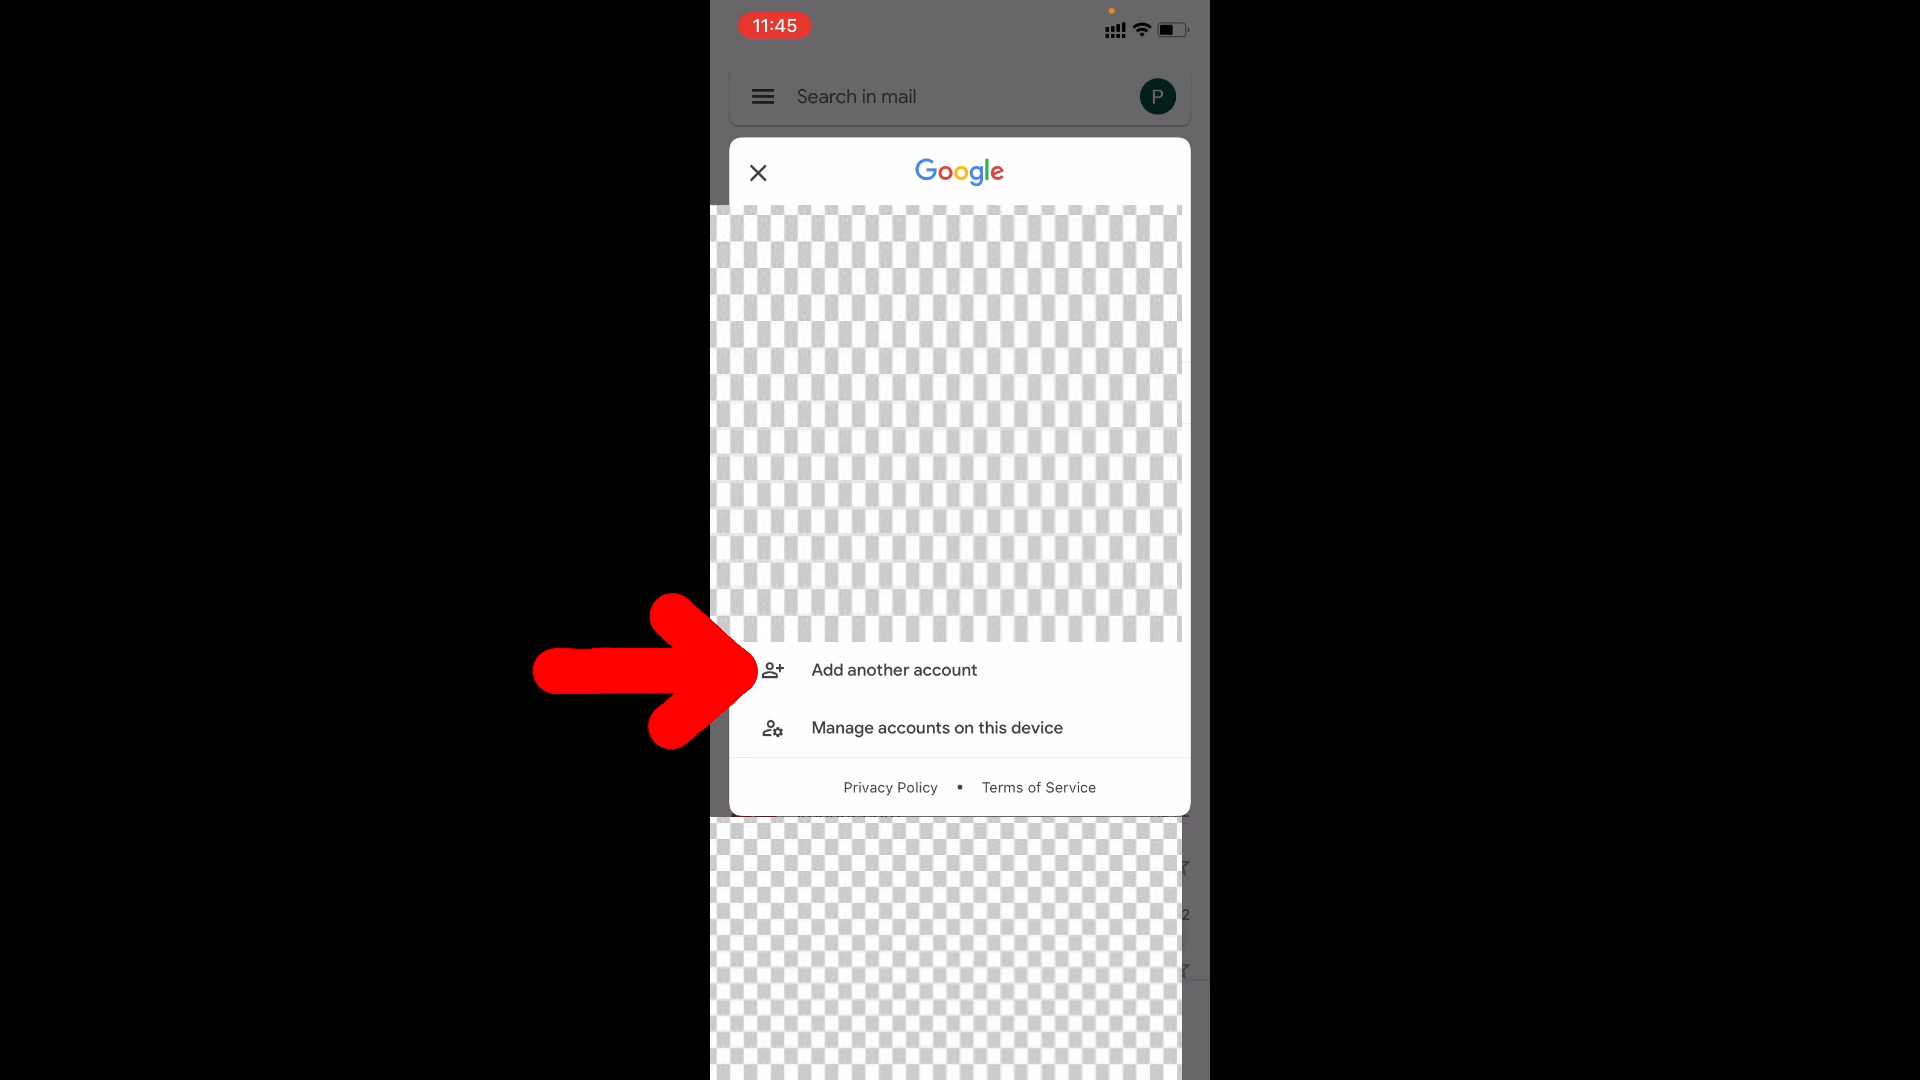 11:45
Search in mail
P
Google
Add another account
Manage accounts on this device
Privacy Policy • Terms of Service
2